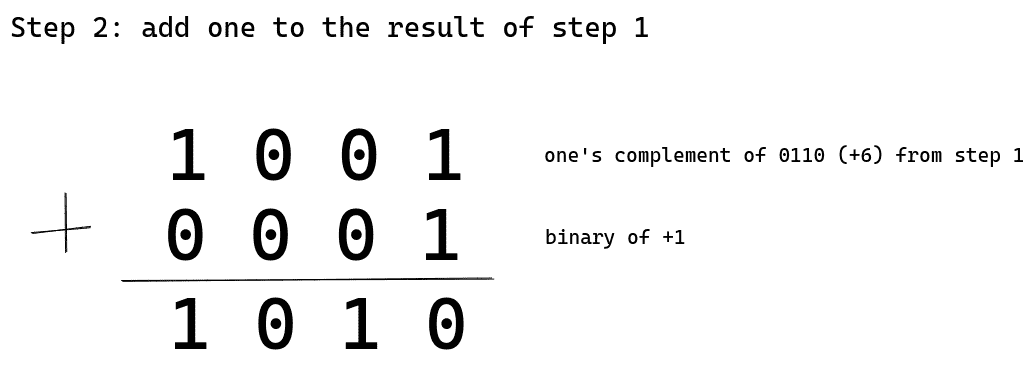 Step 2: add one to the result of step 1
1 0 0 1 one's complement of 0110 (+6) from step 1
+ 0 0 0 1 binary of +1
1 0 1 0